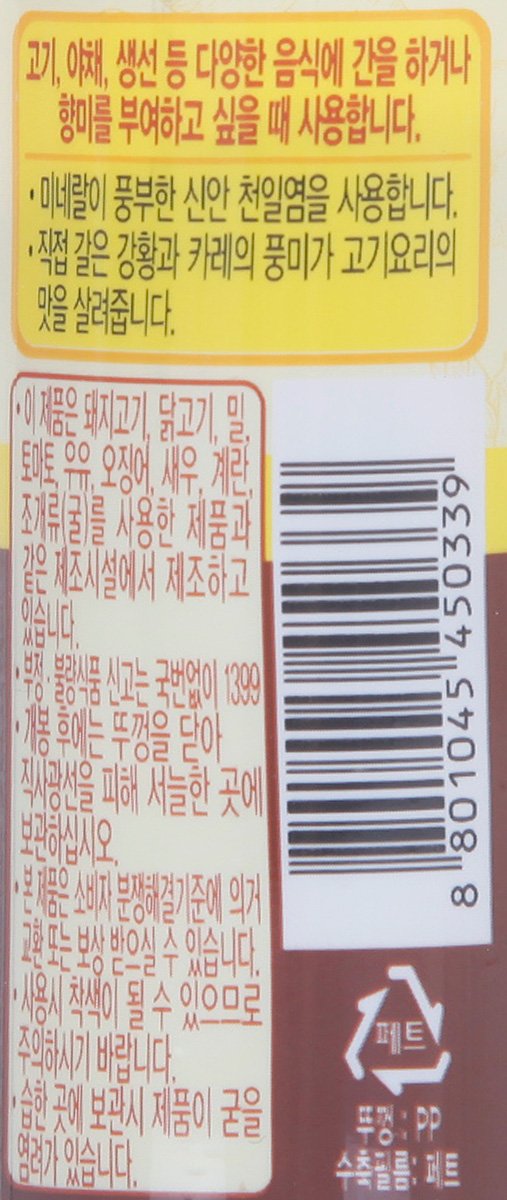 고기, 야채, 생선 등 다양한 음식에 간을 하거나
향미를 부여하고 싶을 때 사용합니다.
• 미네랄이 풍부한 신안 천일염을 사용합니다.
• 직접 갈은 강황과 카레의 풍미가 고기요리의
맛을 살려줍니다.
• 이 제품은 돼지고기, 닭고기, 밀,
토마토, 우유, 오징어, 새우, 계란,
조개류(굴)를 사용한 제품과
같은 제조시설에서 제조하고
있습니다.
• 부정·불량식품 신고는 국번없이 1399
• 개봉 후에는 뚜껑을 닫아
직사광선을 피해 서늘한 곳에
보관하십시오.
• 본 제품은 소비자 분쟁해결기준에 의거
교환 또는 보상 받으실 수 있습니다.
• 사용시 착색이 될 수 있으므로
주의하시기 바랍니다.
• 습한 곳에 보관시 제품이 굳을
염려가 있습니다.
8 801045 450339
페트
뚜껑 : PP
수축필름 : 페트